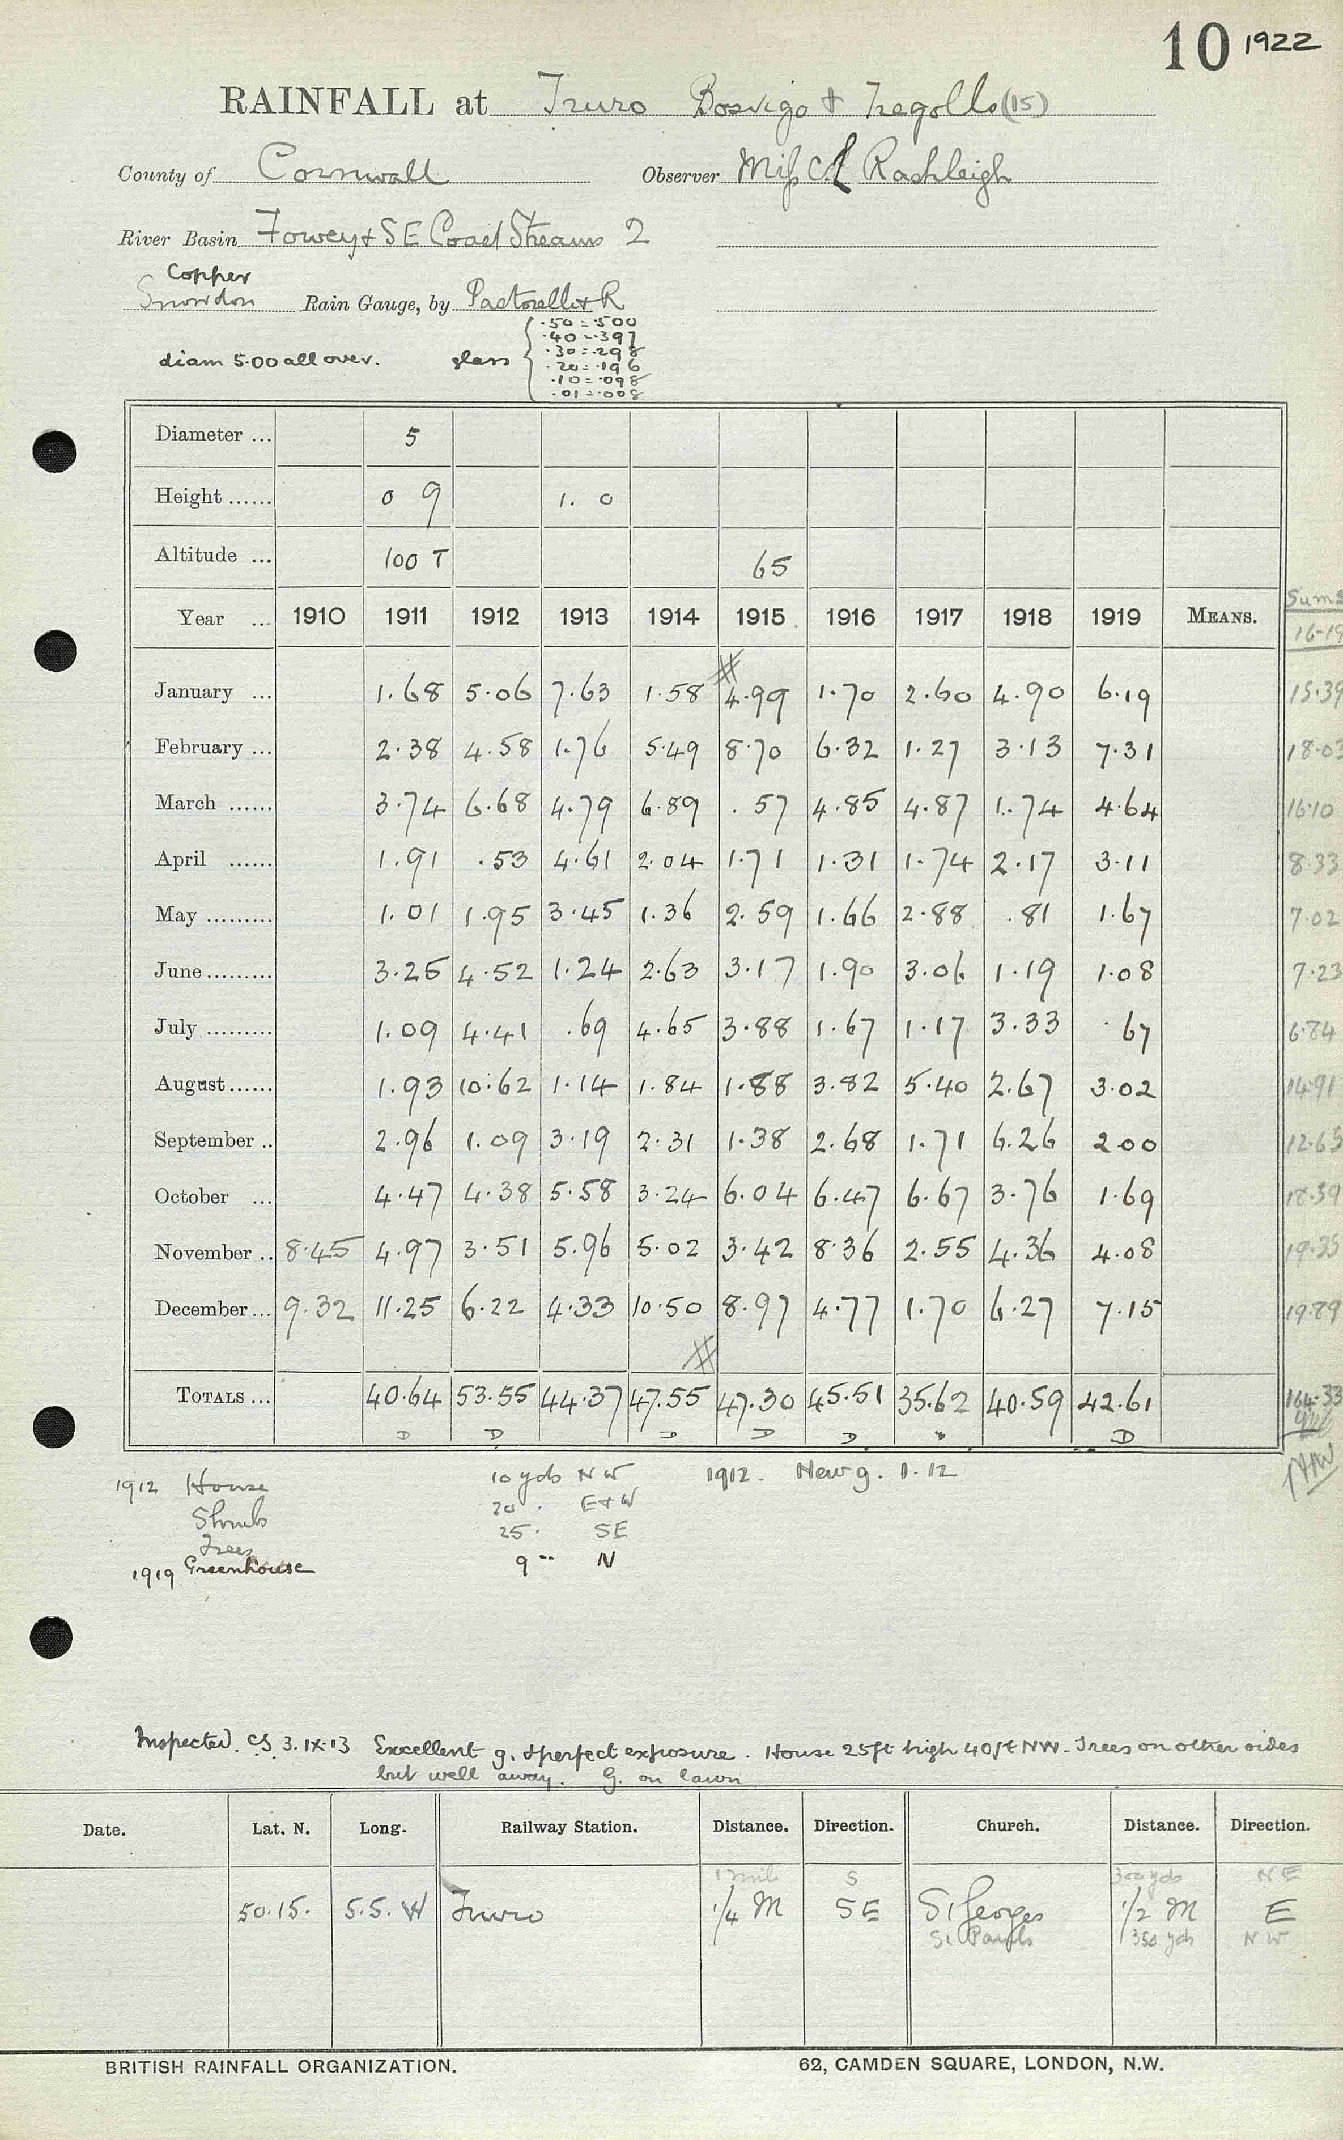 10 1922
RAINFALL at Truro Bosvigo & Tregolls (15)
County of Cornwall Observer Miss Rashleigh
River Basin Fowey & SE Coast Streams 2
Copper
Snowdon Rain Gauge, by Pastorelli & R
diam 5.00 all over. glass
.50 = .500
.40 = .397
.30 = .298
.20 = .196
.10 = .098
.01 = .008
Diameter ... 5
Height ...... 0 9 1. 0
Altitude ... 100 T 65
Year ... 1910 1911 1912 1913 1914 1915 1916 1917 1918 1919 MEANS. Sums 16-19
January ... 1.68 5.06 7.63 1.58 4.99 1.70 2.60 4.90 6.19 15.39
February ... 2.38 4.58 1.76 5.49 8.70 6.32 1.27 3.13 7.31 18.03
March ...... 3.74 6.68 4.79 6.89 .57 4.85 4.87 1.74 4.64 16.10
April ...... 1.91 .53 4.61 2.04 1.71 1.31 1.74 2.17 3.11 8.33
May ......... 1.01 1.95 3.45 1.36 2.59 1.66 2.88 .81 1.67 7.02
June ......... 3.25 4.52 1.24 2.63 3.17 1.90 3.06 1.19 1.08 7.23
July ......... 1.09 4.41 .69 4.65 3.88 1.67 1.17 3.33 .67 6.84
August ...... 1.93 10.62 1.14 1.84 1.88 3.82 5.40 2.67 3.02 14.91
September .. 2.96 1.09 3.19 2.31 1.38 2.68 1.71 6.26 2.00 12.65
October ... 4.47 4.38 5.58 3.24 6.04 6.47 6.67 3.76 1.69 18.59
November .. 8.45 4.97 3.51 5.96 5.02 3.42 8.36 2.55 4.36 4.08 19.35
December ... 9.32 11.25 6.22 4.33 10.50 8.97 4.77 1.70 6.27 7.15 19.89
TOTALS ... 40.64 53.55 44.37 47.55 47.30 45.51 35.62 40.59 42.61 164.33
D D D D D D
1912 House 10 yds NW 1912. New g. 1.12
Shrubs 20 " E & W
Trees 25 " SE
1919 Greenhouse 9 " N
Inspected. CS. 3.IX.13 Excellent g. & perfect exposure. House 25ft high 40ft NW. Trees on other sides
but well away. G. on lawn
Date. Lat. N. Long. Railway Station. Distance. Direction. Church. Distance. Direction.
1 mile S 300 yds NE
50.15. 5.5. W Truro 1/4 M SE St Georges 1/2 M E
St Pauls 350 yds NW
BRITISH RAINFALL ORGANIZATION. 62, CAMDEN SQUARE, LONDON, N.W.